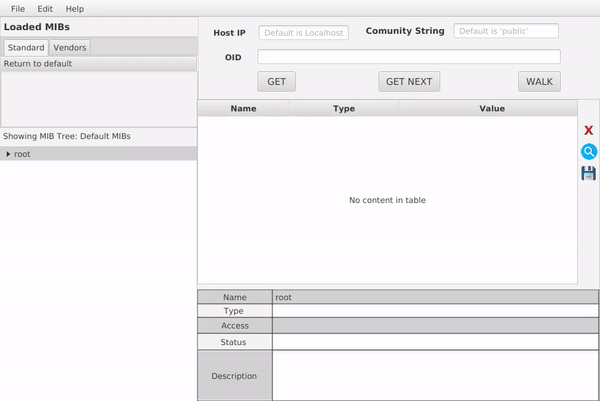 File Edit Help
Loaded MIBs
Standard Vendors
Return to default
Showing MIB Tree: Default MIBs
root
Host IP Default is Localhost Comunity String Default is 'public'
OID
GET GET NEXT WALK
Name Type Value
X
No content in table
Name root
Type
Access
Status
Description